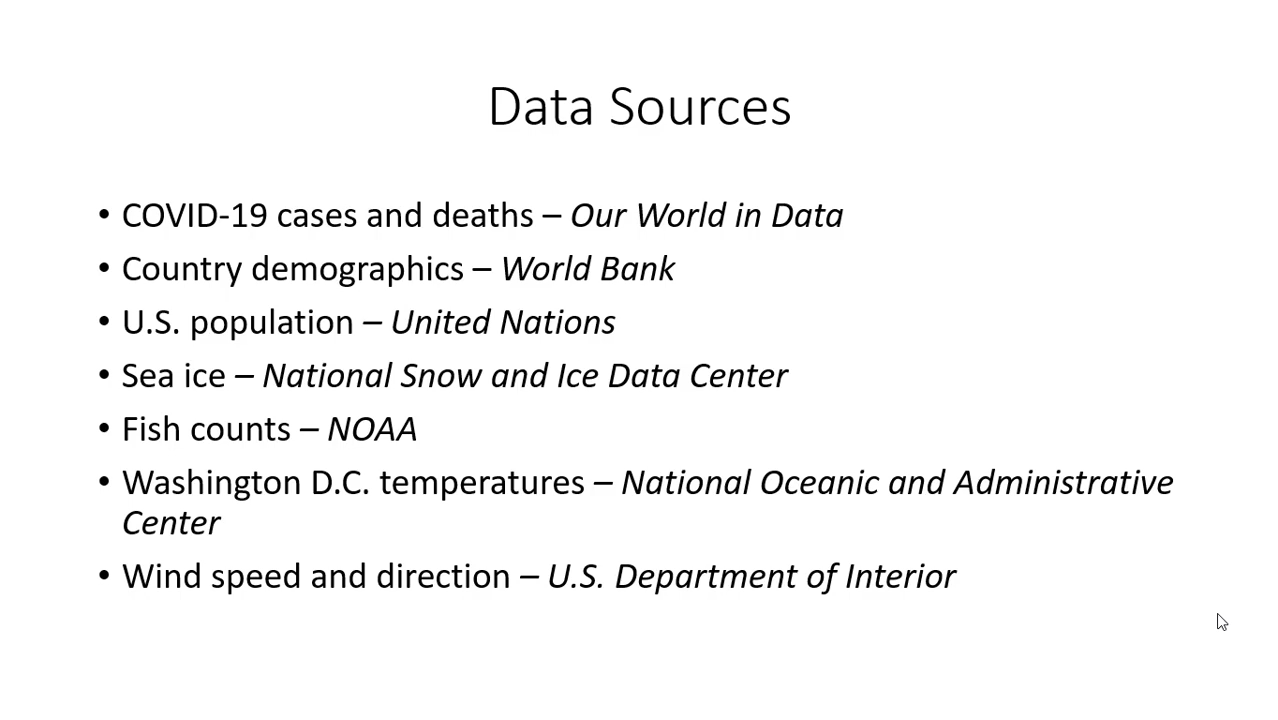 Data Sources
• COVID-19 cases and deaths – Our World in Data
• Country demographics – World Bank
• U.S. population – United Nations
• Sea ice – National Snow and Ice Data Center
• Fish counts – NOAA
• Washington D.C. temperatures – National Oceanic and Administrative
Center
• Wind speed and direction – U.S. Department of Interior